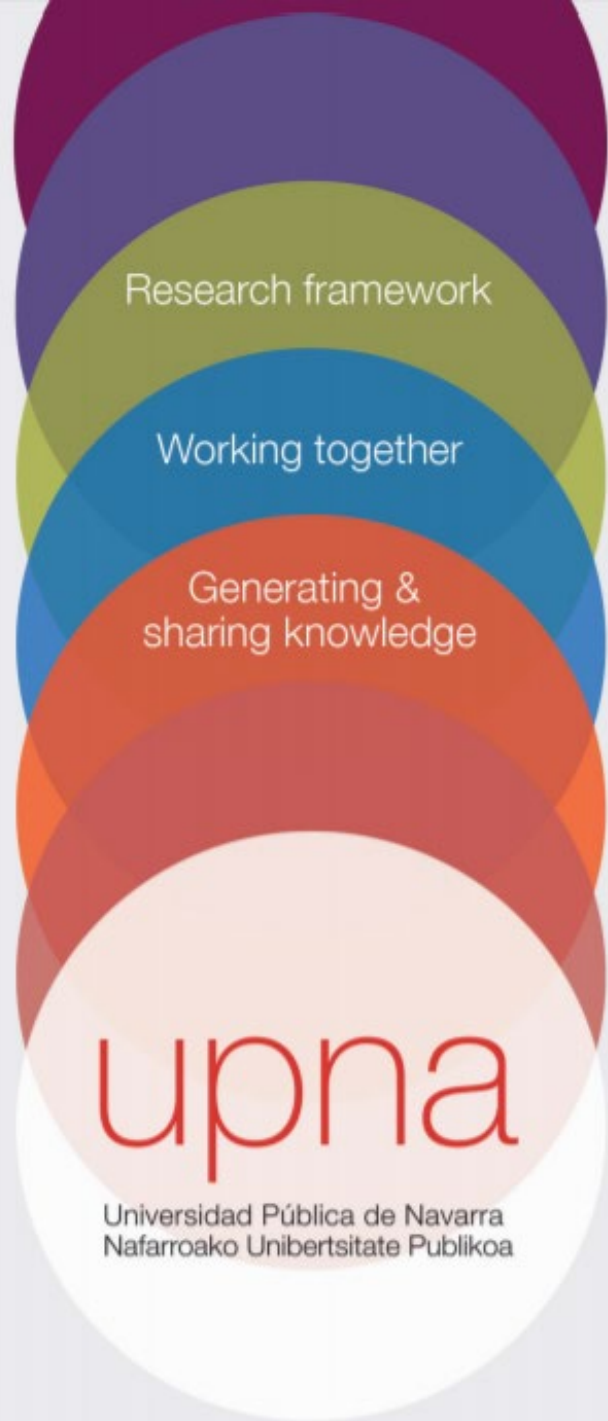 Research framework
Working together
Generating &
sharing knowledge
upna
Universidad Pública de Navarra
Nafarroako Unibertsitate Publikoa